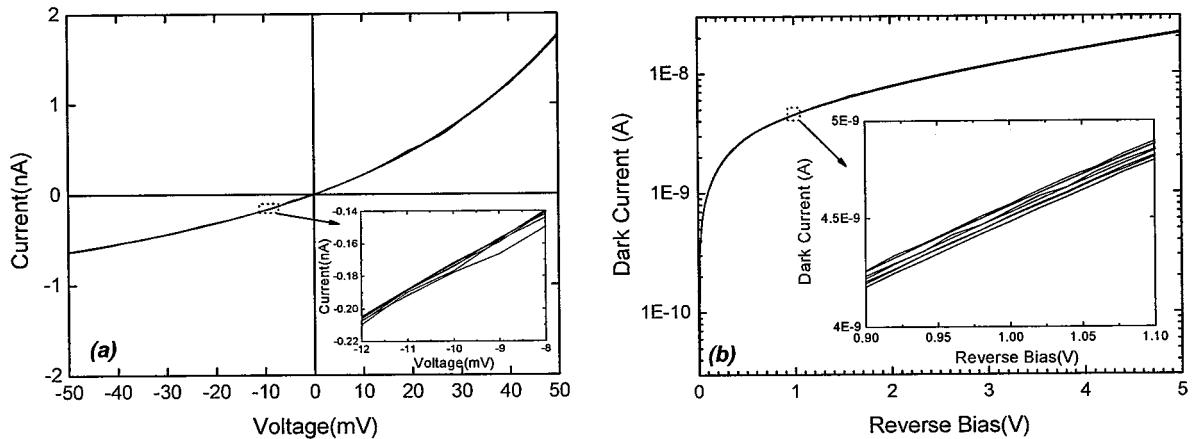 2
1
0
-1
-2
Current(nA)
-50 -40 -30 -20 -10 0 10 20 30 40 50
Voltage(mV)
(a)
-0.14
-0.16
-0.18
-0.20
-0.22
Current(nA)
-12 -11 -10 -9 -8
Voltage(mV)
1E-8
1E-9
1E-10
Dark Current (A)
0 1 2 3 4 5
Reverse Bias(V)
(b)
5E-9
4.5E-9
4E-9
Dark Current (A)
0.90 0.95 1.00 1.05 1.10
Reverse Bias(V)